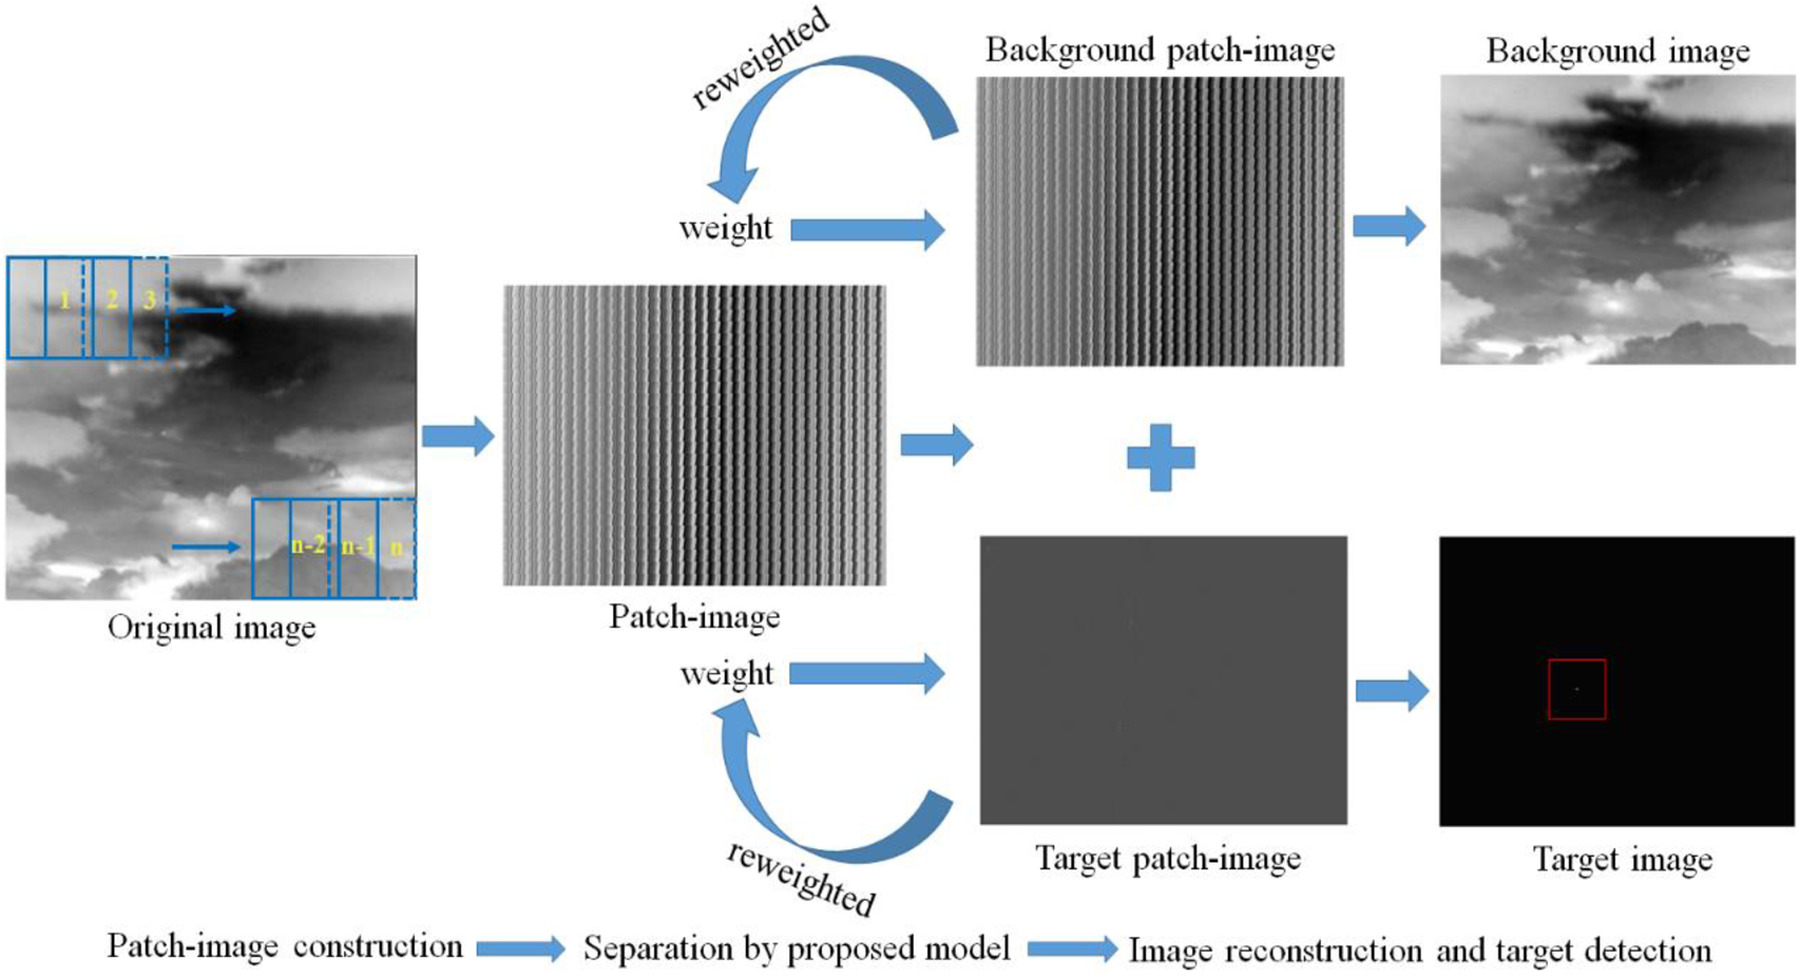 reweighted
Background patch-image
Background image
weight
1 2 3
n-2 n-1 n
Original image
Patch-image
weight
reweighted
Target patch-image
Target image
Patch-image construction
Separation by proposed model
Image reconstruction and target detection